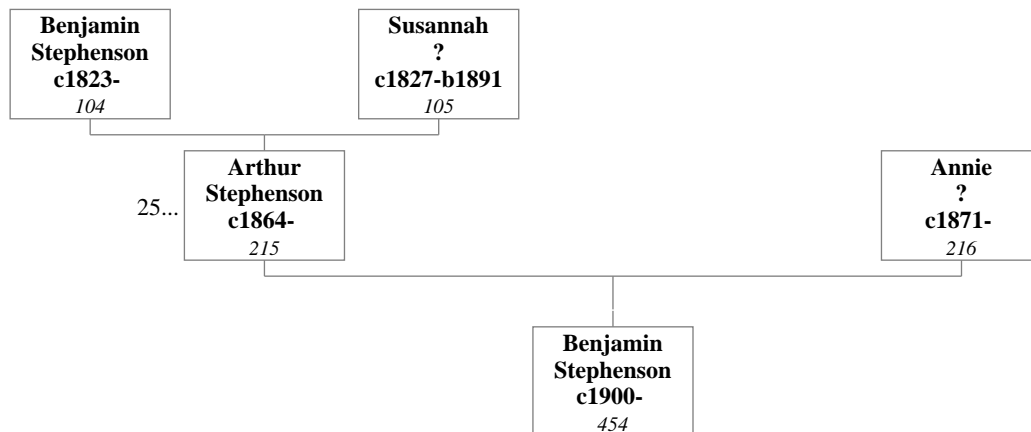 Benjamin
Stephenson
c1823-
104
Susannah
?
c1827-b1891
105
25...
Arthur
Stephenson
c1864-
215
Annie
?
c1871-
216
Benjamin
Stephenson
c1900-
454